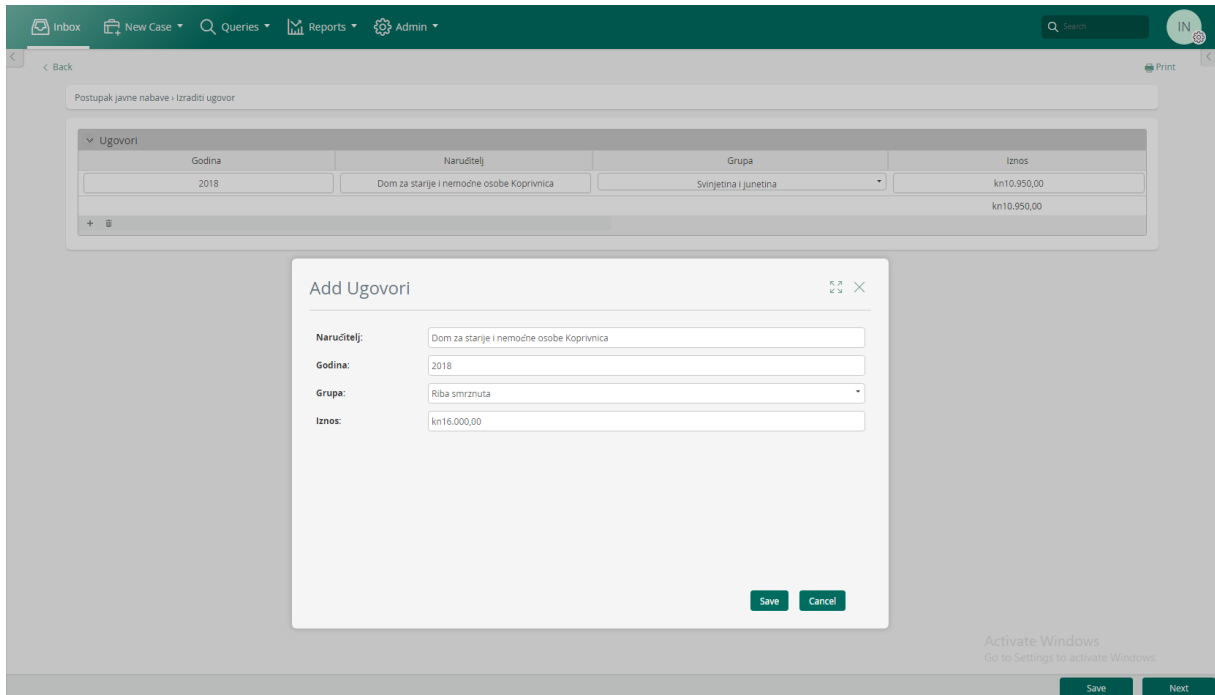 Inbox New Case Queries Reports Admin Search IN
Back Print
Postupak javne nabave › Izraditi ugovor
Ugovori
Godina Naručitelj Grupa Iznos
2018 Dom za starije i nemoćne osobe Koprivnica Svinjetina i junetina kn10.950,00
kn10.950,00
Add Ugovori
Naručitelj: Dom za starije i nemoćne osobe Koprivnica
Godina: 2018
Grupa: Riba smrznuta
Iznos: kn16.000,00
Save Cancel
Activate Windows
Go to Settings to activate Windows.
Save Next